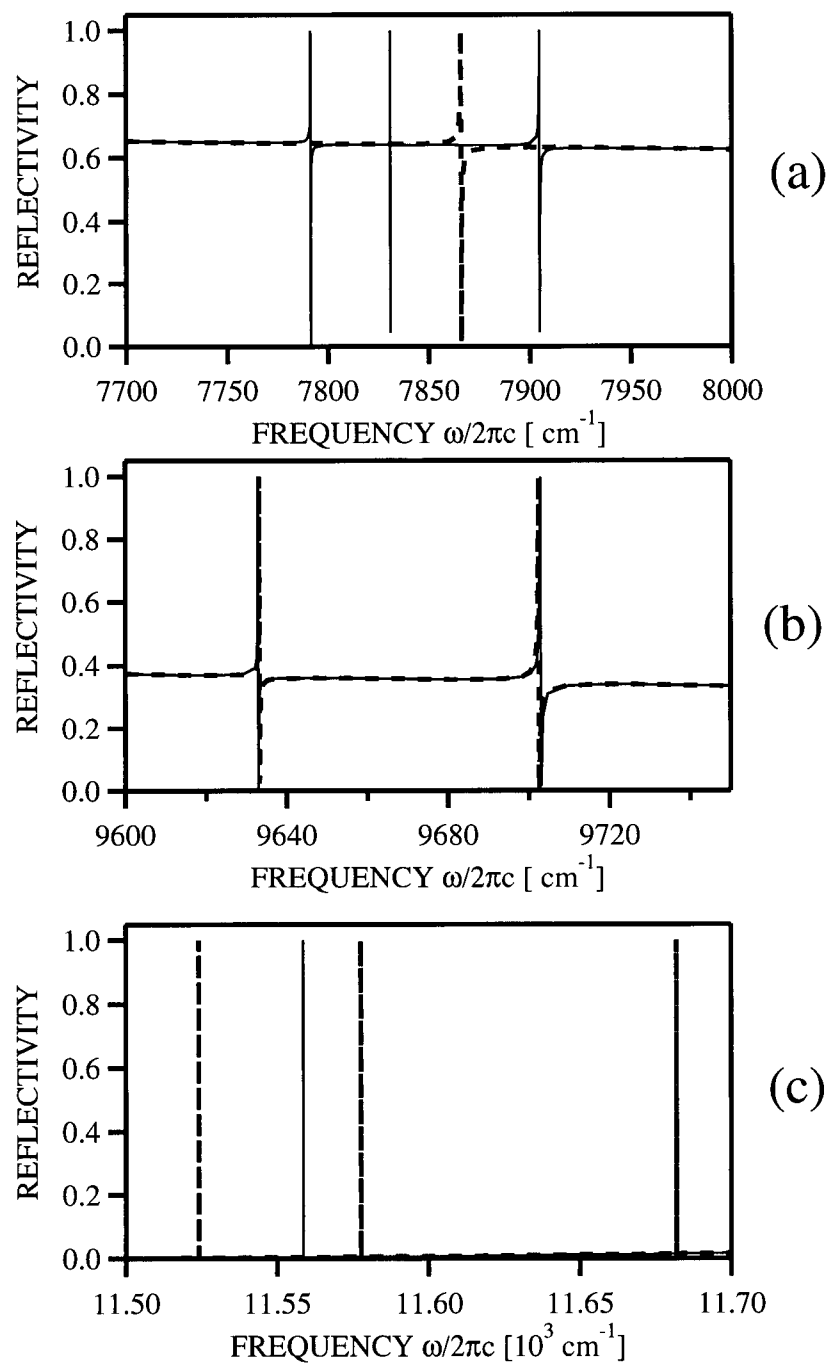 1.0
0.8
0.6
0.4
0.2
0.0
REFLECTIVITY
7700 7750 7800 7850 7900 7950 8000
FREQUENCY ω/2πc [ cm⁻¹]
(a)
1.0
0.8
0.6
0.4
0.2
0.0
REFLECTIVITY
9600 9640 9680 9720
FREQUENCY ω/2πc [ cm⁻¹]
(b)
1.0
0.8
0.6
0.4
0.2
0.0
REFLECTIVITY
11.50 11.55 11.60 11.65 11.70
FREQUENCY ω/2πc [10³ cm⁻¹]
(c)